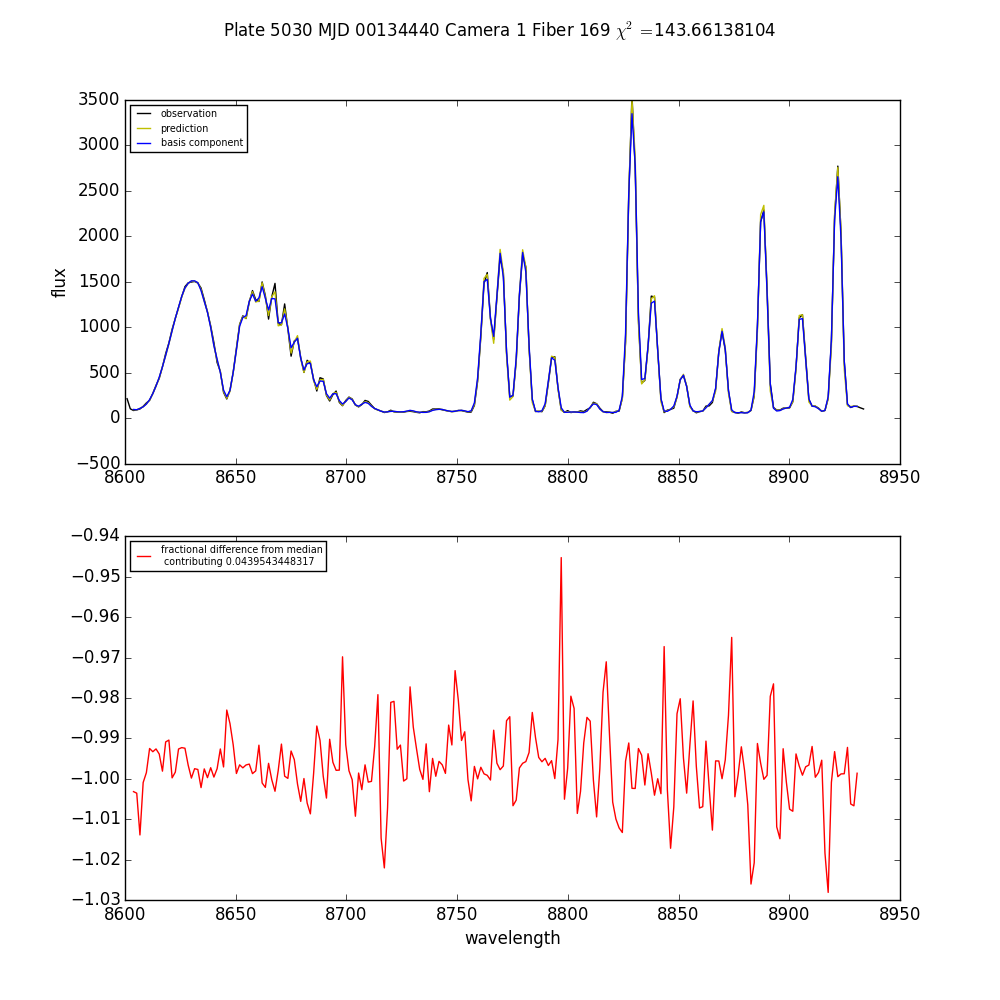 Plate 5030 MJD 00134440 Camera 1 Fiber 169 χ² =143.66138104
3500
3000
2500
2000
1500
1000
500
0
−500
flux
observation
prediction
basis component
8600 8650 8700 8750 8800 8850 8900 8950
−0.94
−0.95
−0.96
−0.97
−0.98
−0.99
−1.00
−1.01
−1.02
−1.03
fractional difference from median
contributing 0.0439543448317
8600 8650 8700 8750 8800 8850 8900 8950
wavelength